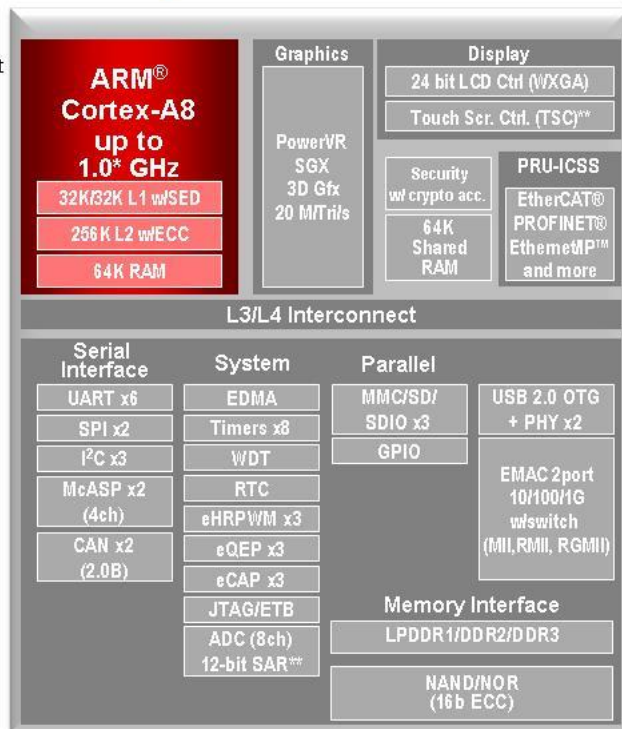 t
ARM®
Cortex-A8
up to
1.0* GHz
32K/32K L1 w/SED
256K L2 w/ECC
64K RAM
Graphics
PowerVR
SGX
3D Gfx
20 M/Tri/s
Display
24 bit LCD Ctrl (WXGA)
Touch Scr. Ctrl. (TSC)**
Security
w/ crypto acc.
64K
Shared
RAM
PRU-ICSS
EtherCAT®
PROFINET®
Ethernet/IP™
and more
L3/L4 Interconnect
Serial
Interface
UART x6
SPI x2
I²C x3
McASP x2
(4ch)
CAN x2
(2.0B)
System
EDMA
Timers x8
WDT
RTC
eHRPWM x3
eQEP x3
eCAP x3
JTAG/ETB
ADC (8ch)
12-bit SAR**
Parallel
MMC/SD/
SDIO x3
GPIO
USB 2.0 OTG
+ PHY x2
EMAC 2port
10/100/1G
w/switch
(MII,RMII, RGMII)
Memory Interface
LPDDR1/DDR2/DDR3
NAND/NOR
(16b ECC)